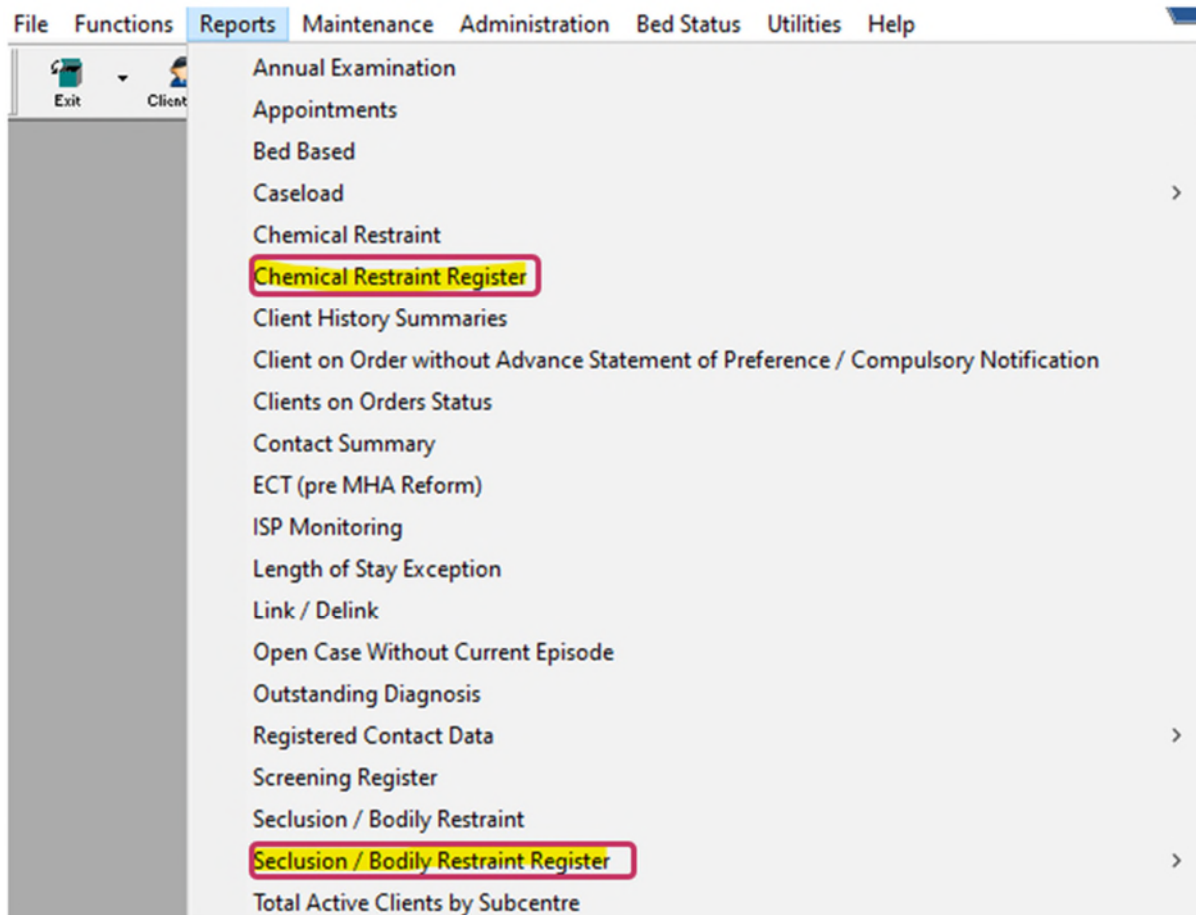 File Functions Reports Maintenance Administration Bed Status Utilities Help
Exit Client
Annual Examination
Appointments
Bed Based
Caseload
Chemical Restraint
Chemical Restraint Register
Client History Summaries
Client on Order without Advance Statement of Preference / Compulsory Notification
Clients on Orders Status
Contact Summary
ECT (pre MHA Reform)
ISP Monitoring
Length of Stay Exception
Link / Delink
Open Case Without Current Episode
Outstanding Diagnosis
Registered Contact Data
Screening Register
Seclusion / Bodily Restraint
Seclusion / Bodily Restraint Register
Total Active Clients by Subcentre